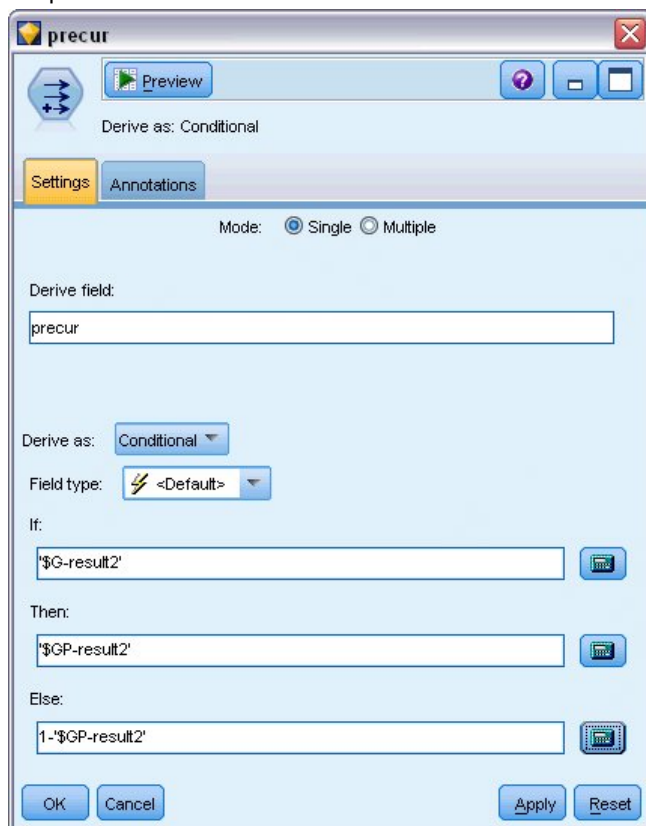 precur
Preview
Derive as: Conditional
Settings Annotations
Mode: Single Multiple
Derive field:
precur
Derive as: Conditional
Field type: <Default>
If:
'$G-result2'
Then:
'$GP-result2'
Else:
1-'$GP-result2'
OK Cancel Apply Reset